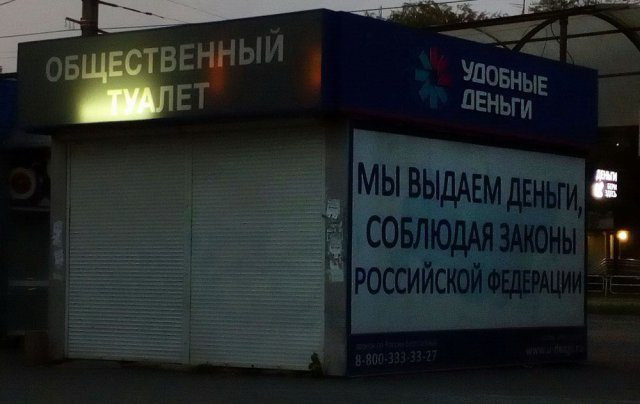 ОБЩЕСТВЕННЫЙ
ТУАЛЕТ
УДОБНЫЕ
ДЕНЬГИ
МЫ ВЫДАЕМ ДЕНЬГИ,
СОБЛЮДАЯ ЗАКОНЫ
РОССИЙСКОЙ ФЕДЕРАЦИИ
8-800-333-33-27
ДЕНЬГИ